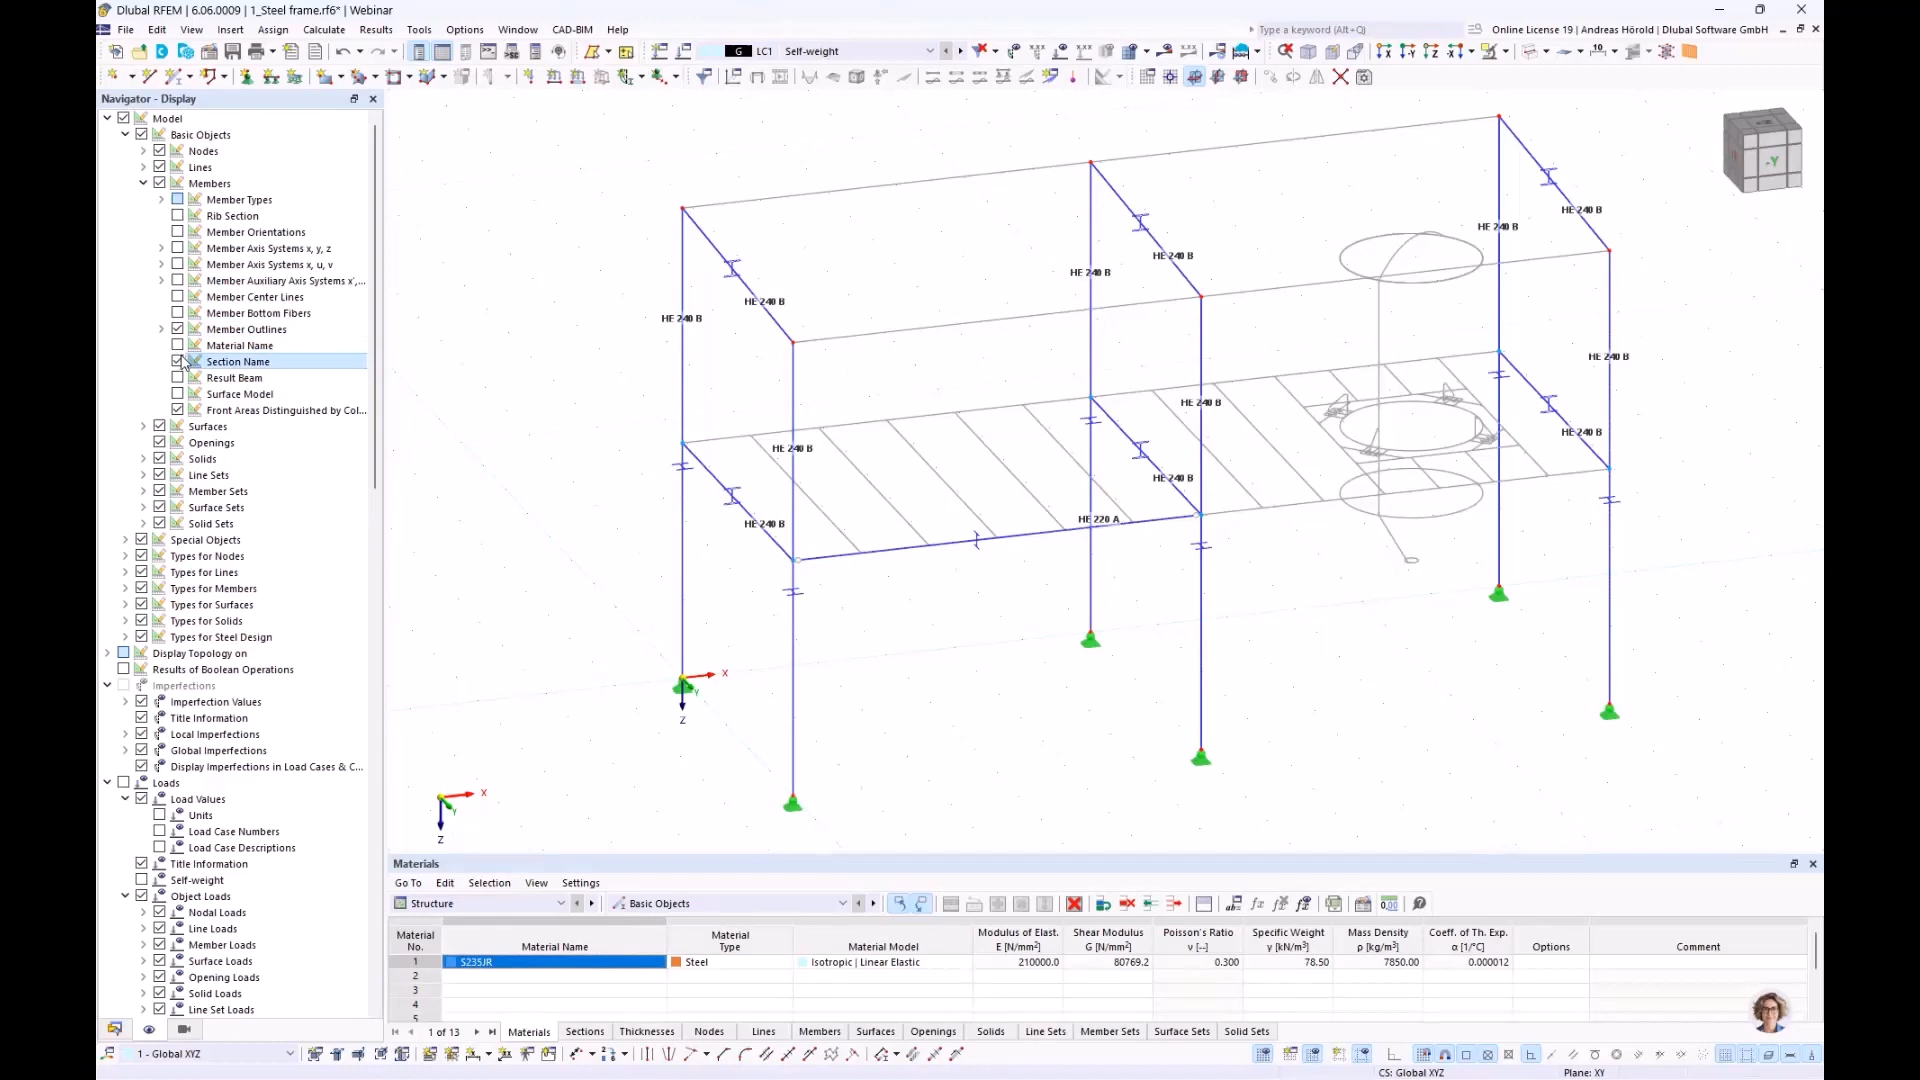 Dlubal RFEM | 6.06.0009 | 1_Steel frame.rf6* | Webinar
File Edit View Insert Assign Calculate Results Tools Options Window CAD-BIM Help
Type a keyword (Alt+Q)
Online License 19 | Andreas Hörold | Dlubal Software GmbH
G LC1 Self-weight
Navigator - Display
Model
Basic Objects
Nodes
Lines
Members
Member Types
Rib Section
Member Orientations
Member Axis Systems x, y, z
Member Axis Systems x, u, v
Member Auxiliary Axis Systems x',...
Member Center Lines
Member Bottom Fibers
Member Outlines
Material Name
Section Name
Result Beam
Surface Model
Front Areas Distinguished by Col...
Surfaces
Openings
Solids
Line Sets
Member Sets
Surface Sets
Solid Sets
Special Objects
Types for Nodes
Types for Lines
Types for Members
Types for Surfaces
Types for Solids
Types for Steel Design
Display Topology on
Results of Boolean Operations
Imperfections
Imperfection Values
Title Information
Local Imperfections
Global Imperfections
Display Imperfections in Load Cases & C...
Loads
Load Values
Units
Load Case Numbers
Load Case Descriptions
Title Information
Self-weight
Object Loads
Nodal Loads
Line Loads
Member Loads
Surface Loads
Opening Loads
Solid Loads
Line Set Loads
1 - Global XYZ
-Y
HE 240 B
HE 240 B
HE 240 B
HE 240 B
HE 240 B
HE 240 B
HE 240 B
HE 240 B
HE 240 B
HE 240 B
HE 240 B
HE 240 B
HE 220 A
X
Y
Z
X
Y
Z
Materials
Go To Edit Selection View Settings
Structure
Basic Objects
Material No.
Material Name
Material Type
Material Model
Modulus of Elast. E [N/mm²]
Shear Modulus G [N/mm²]
Poisson's Ratio ν [--]
Specific Weight γ [kN/m³]
Mass Density ρ [kg/m³]
Coeff. of Th. Exp. α [1/°C]
Options
Comment
1 S235JR Steel Isotropic | Linear Elastic 210000.0 80769.2 0.300 78.50 7850.00 0.000012
2
3
4
5
1 of 13
Materials Sections Thicknesses Nodes Lines Members Surfaces Openings Solids Line Sets Member Sets Surface Sets Solid Sets
CS: Global XYZ
Plane: XY